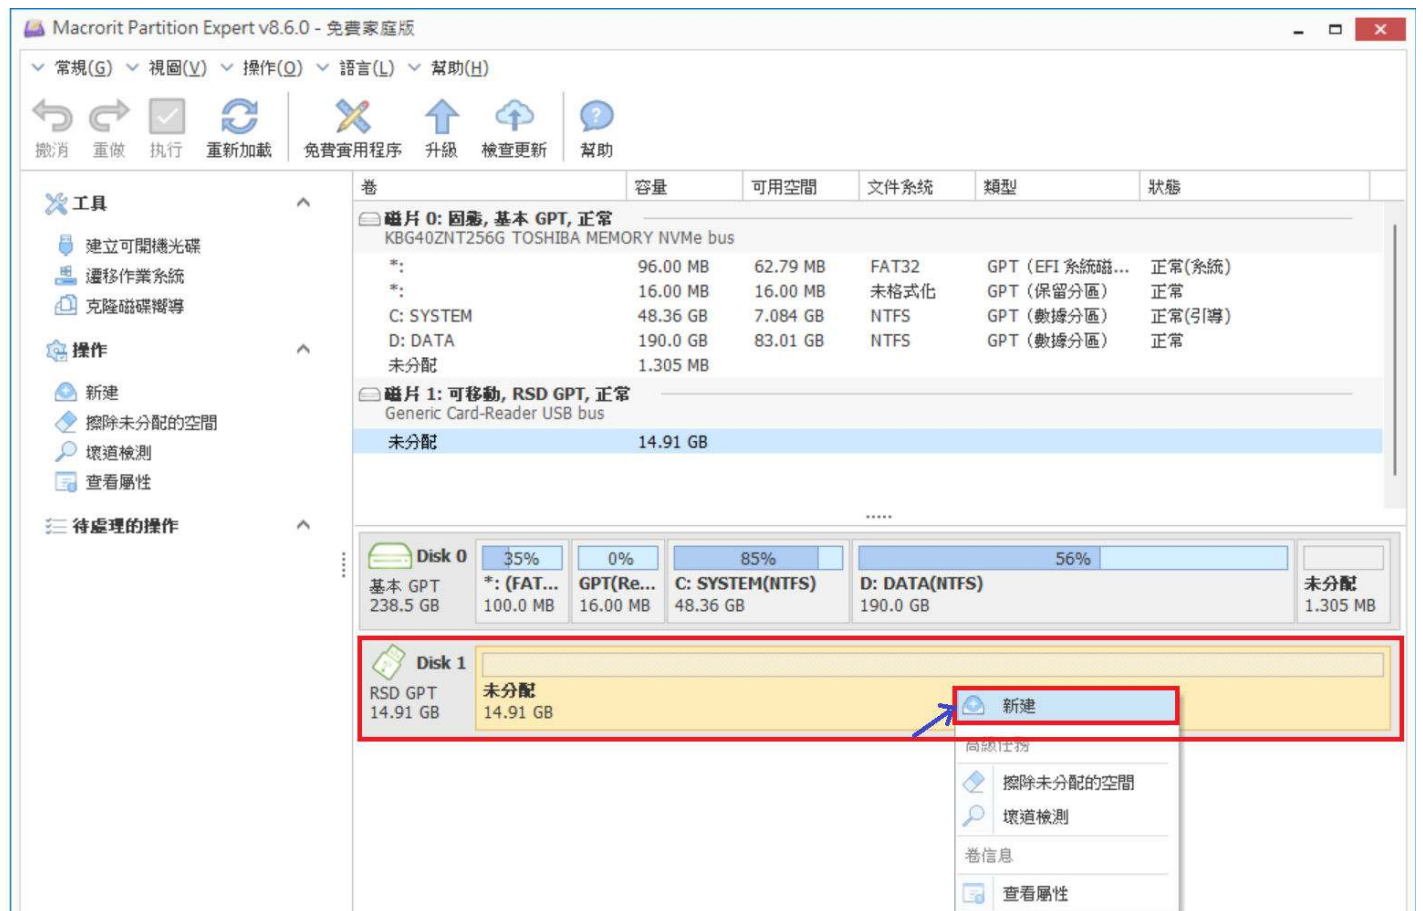 Macrorit Partition Expert v8.6.0 - 免費家庭版
常規(G) 視圖(V) 操作(O) 語言(L) 幫助(H)
撤消 重做 执行 重新加載 免費實用程序 升級 檢查更新 幫助
工具
建立可開機光碟
遷移作業系統
克隆磁碟嚮導
操作
新建
擦除未分配的空間
壞道檢測
查看屬性
待處理的操作
卷 容量 可用空間 文件系統 類型 狀態
磁片 0: 固態, 基本 GPT, 正常
KBG40ZNT256G TOSHIBA MEMORY NVMe bus
*: 96.00 MB 62.79 MB FAT32 GPT (EFI 系統磁... 正常(系統)
*: 16.00 MB 16.00 MB 未格式化 GPT (保留分區) 正常
C: SYSTEM 48.36 GB 7.084 GB NTFS GPT (數據分區) 正常(引導)
D: DATA 190.0 GB 83.01 GB NTFS GPT (數據分區) 正常
未分配 1.305 MB
磁片 1: 可移動, RSD GPT, 正常
Generic Card-Reader USB bus
未分配 14.91 GB
Disk 0 35% 0% 85% 56%
基本 GPT *: (FAT... GPT(Re... C: SYSTEM(NTFS) D: DATA(NTFS) 未分配
238.5 GB 100.0 MB 16.00 MB 48.36 GB 190.0 GB 1.305 MB
Disk 1
RSD GPT 未分配
14.91 GB 14.91 GB
新建
高級任務
擦除未分配的空間
壞道檢測
卷信息
查看屬性